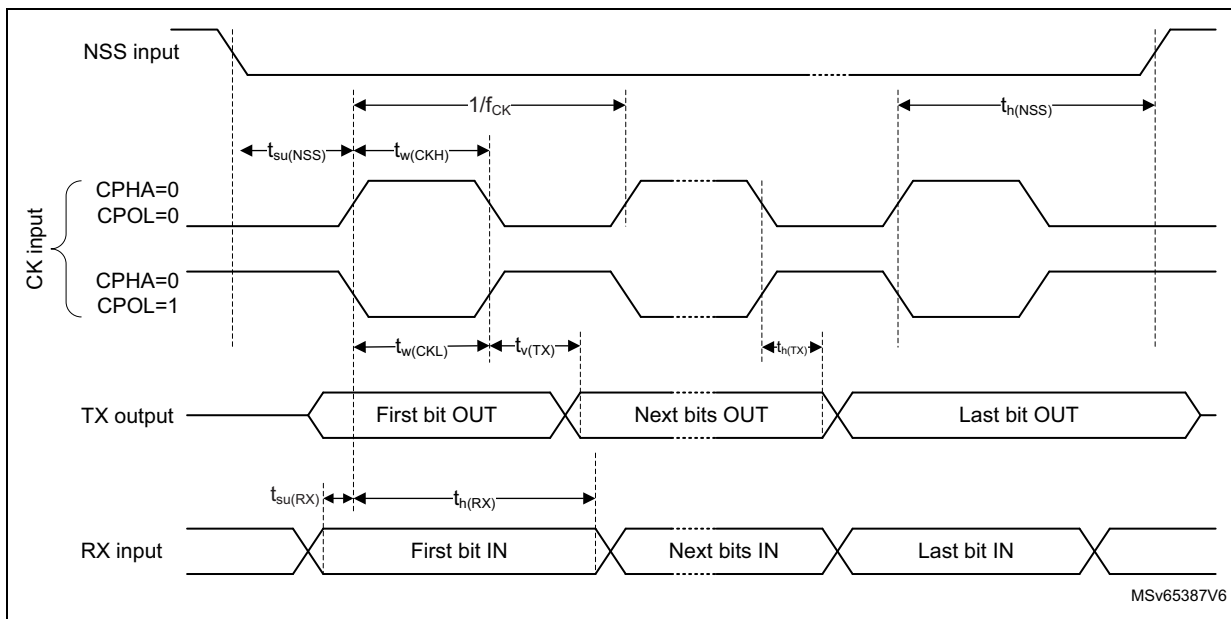 NSS input
1/fCK
th(NSS)
tsu(NSS)
tw(CKH)
CK input
CPHA=0
CPOL=0
CPHA=0
CPOL=1
tw(CKL)
tv(TX)
th(TX)
TX output
First bit OUT
Next bits OUT
Last bit OUT
tsu(RX)
th(RX)
RX input
First bit IN
Next bits IN
Last bit IN
MSv65387V6